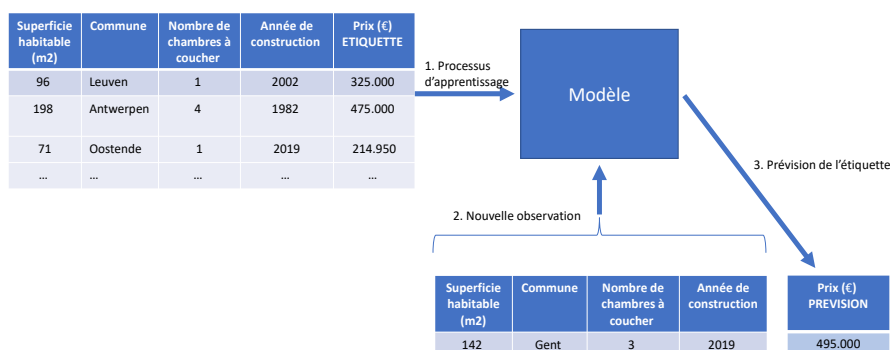 Superficie habitable (m2) Commune Nombre de chambres à coucher Année de construction Prix (€) ETIQUETTE
96 Leuven 1 2002 325.000
198 Antwerpen 4 1982 475.000
71 Oostende 1 2019 214.950
... ... ... ... ...
1. Processus
d'apprentissage
Modèle
3. Prévision de l'étiquette
2. Nouvelle observation
Superficie habitable (m2) Commune Nombre de chambres à coucher Année de construction Prix (€) PREVISION
142 Gent 3 2019 495.000